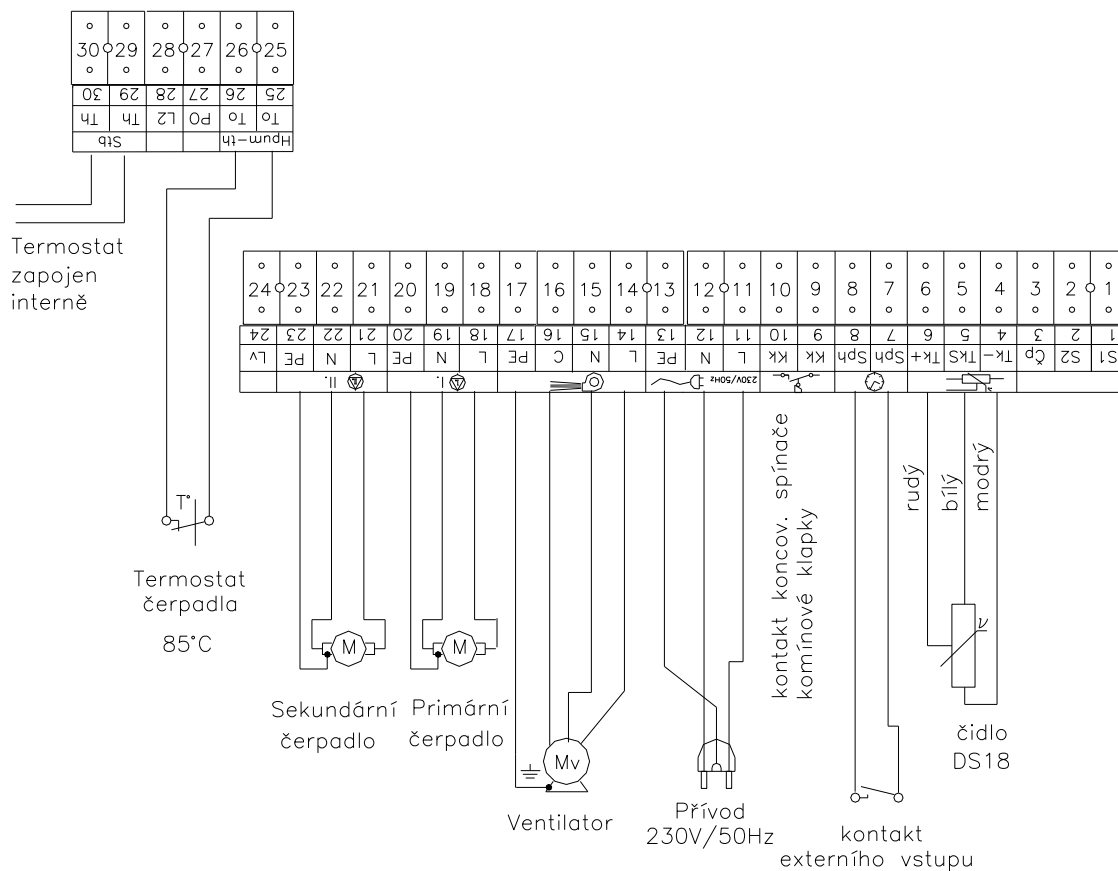 30 29 28 27 26 25
30 29 28 27 26 25
Th Th L2 PO To To
Stb Hpum-th
Termostat
zapojen
interně
24 23 22 21 20 19 18 17 16 15 14 13 12 11 10 9 8 7 6 5 4 3 2 1
24 23 22 21 20 19 18 17 16 15 14 13 12 11 10 9 8 7 6 5 4 3 2 1
Lv PE N L PE N L PE C N L PE N L Kk Kk Sph Sph Tk+ TkS Tk- Čp S2 S1
II. I. 230V/50Hz
kontakt koncov. spínače
komínové klapky
rudý
bílý
modrý
T°
Termostat
čerpadla
85°C
M
M
ν
Sekundární
čerpadlo
Primární
čerpadlo
čidlo
DS18
Mv
Ventilator
Přívod
230V/50Hz
kontakt
externího vstupu